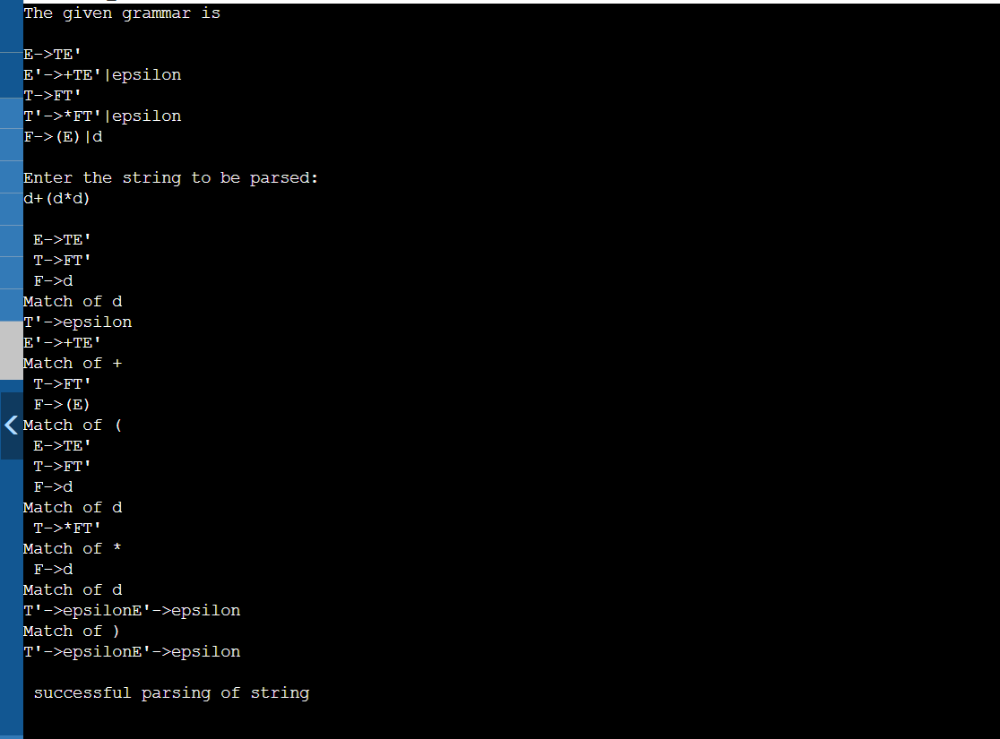 The given grammar is
E->TE'
E'->+TE'|epsilon
T->FT'
T'->*FT'|epsilon
F->(E)|d
Enter the string to be parsed:
d+(d*d)
E->TE'
T->FT'
F->d
Match of d
T'->epsilon
E'->+TE'
Match of +
T->FT'
F->(E)
Match of (
E->TE'
T->FT'
F->d
Match of d
T->*FT'
Match of *
F->d
Match of d
T'->epsilonE'->epsilon
Match of )
T'->epsilonE'->epsilon
successful parsing of string